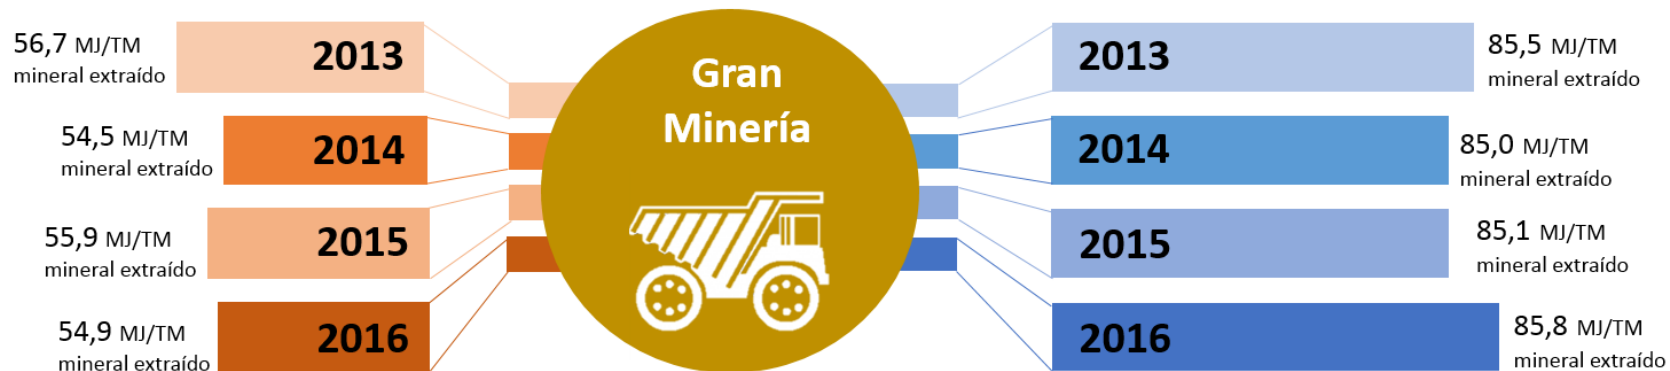 56,7 MJ/TM
mineral extraído
2013
54,5 MJ/TM
mineral extraído
2014
55,9 MJ/TM
mineral extraído
2015
54,9 MJ/TM
mineral extraído
2016
Gran
Minería
2013
85,5 MJ/TM
mineral extraído
2014
85,0 MJ/TM
mineral extraído
2015
85,1 MJ/TM
mineral extraído
2016
85,8 MJ/TM
mineral extraído